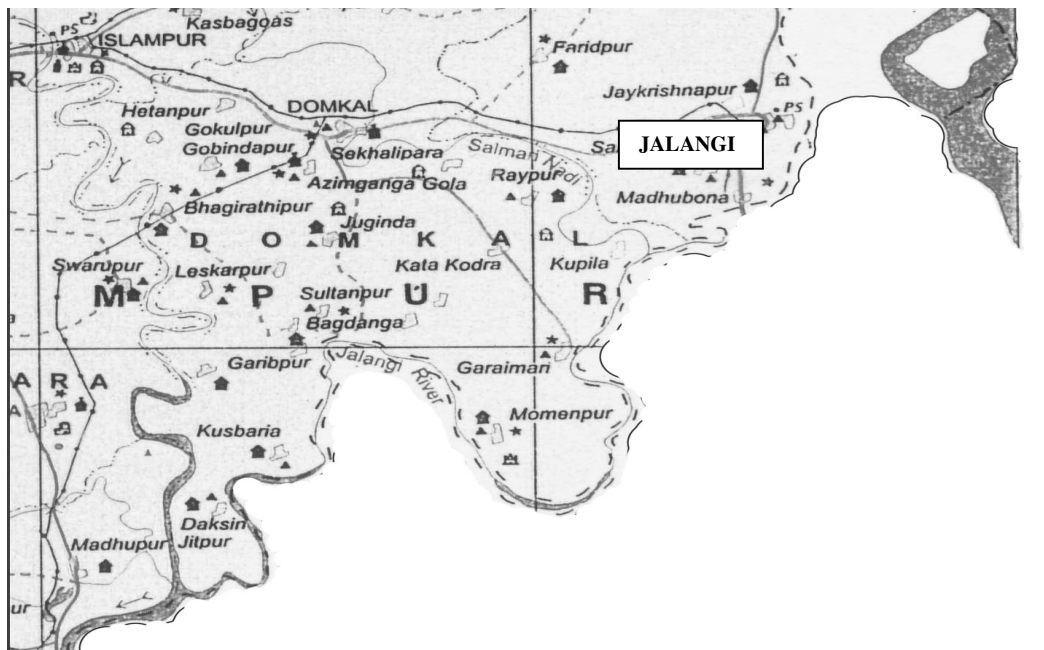 Kasbagoas
PS
ISLAMPUR
Faridpur
R
Jaykrishnapur
Hetanpur
DOMKAL
PS
Gokulpur
JALANGI
Gobindapur
Sekhalipara
Salmari Nadi
Azimganga Gola
Raypur
Madhubona
Bhagirathipur
Juginda
D O M K A L
Swarupur
Leskarpur
Kata Kodra
Kupila
M P U R
Sultanpur
Bagdanga
Garibpur
Jalangi River
Garaimari
A R A
A
Momenpur
Kusbaria
Daksin
Jitpur
Madhupur
ur